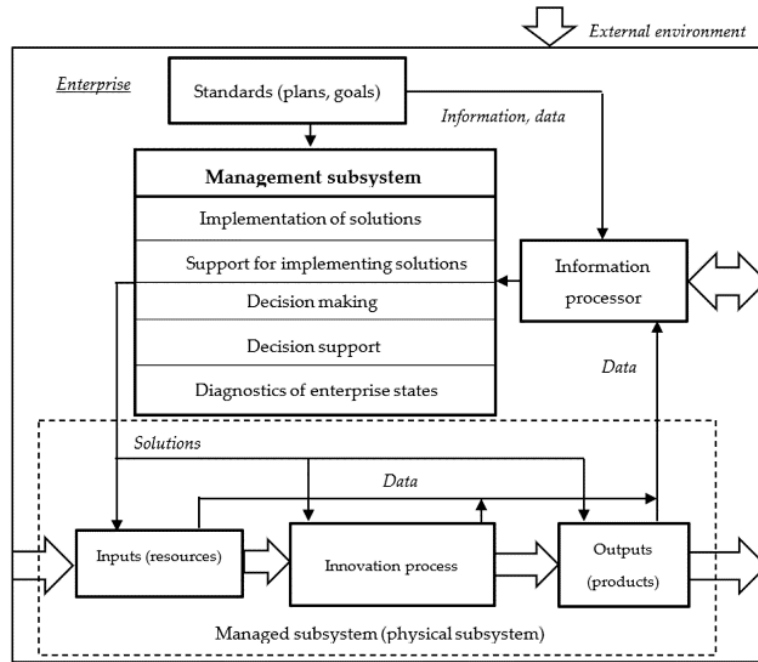 External environment
Enterprise
Standards (plans, goals)
Information, data
Management subsystem
Implementation of solutions
Support for implementing solutions
Decision making
Decision support
Diagnostics of enterprise states
Information
processor
Data
Solutions
Data
Inputs (resources)
Innovation process
Outputs
(products)
Managed subsystem (physical subsystem)